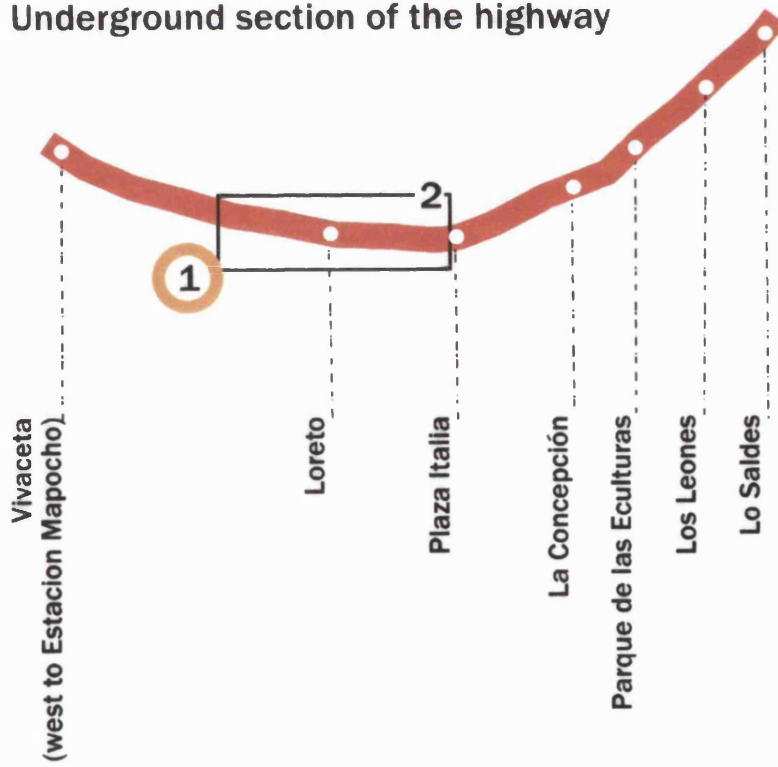 Underground section of the highway
2
1
Vivaceta
(west to Estacion Mapocho)
Loreto
Plaza Italia
La Concepción
Parque de las Eculturas
Los Leones
Lo Saldes